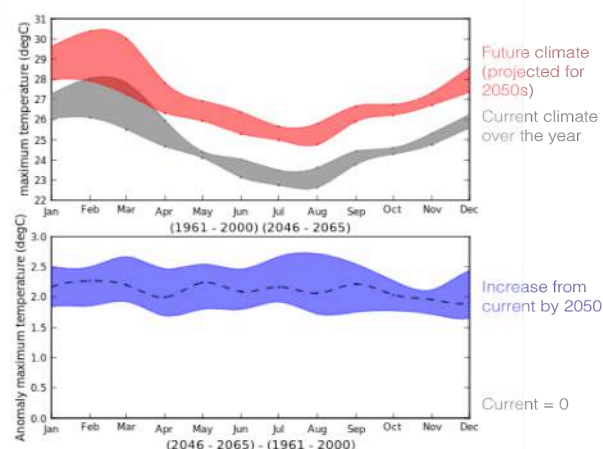 maximum temperature (degC)
31
30
29
28
27
26
25
24
23
22
Jan Feb Mar Apr May Jun Jul Aug Sep Oct Nov Dec
(1961 - 2000) (2046 - 2065)
Future climate
(projected for
2050s)
Current climate
over the year
Anomaly maximum temperature (degC)
3.0
2.5
2.0
1.5
1.0
0.5
0.0
Jan Feb Mar Apr May Jun Jul Aug Sep Oct Nov Dec
(2046 - 2065) - (1961 - 2000)
Increase from
current by 2050
Current = 0